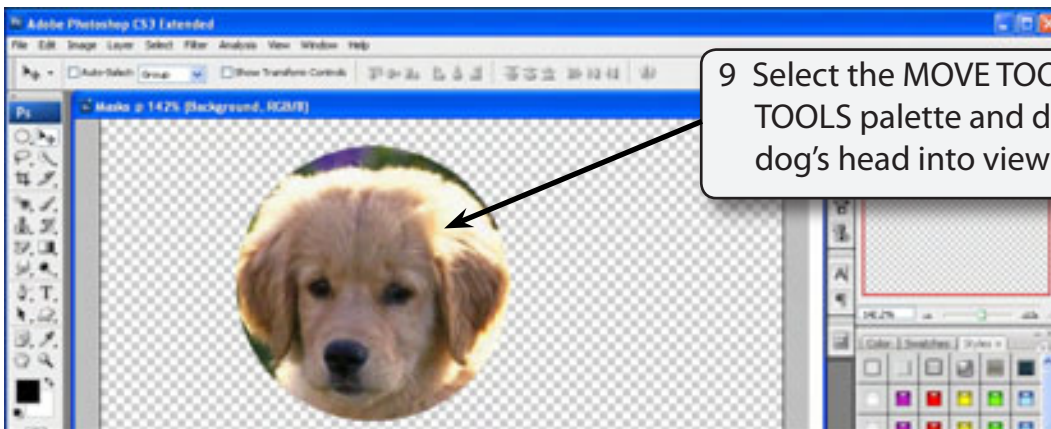 Adobe Photoshop CS3 Extended
File Edit Image Layer Select Filter Analysis View Window Help
Auto-Select: Group Show Transform Controls
9 Select the MOVE TOO
TOOLS palette and d
dog's head into view
Ps
Masks @ 142% (Background, RGB/8)
Color Swatches Styles x